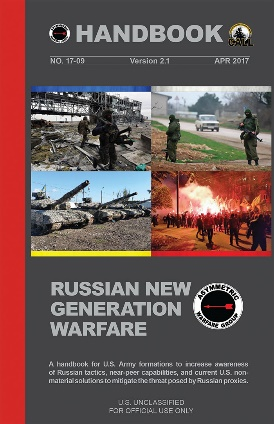 HANDBOOK
CALL
NO. 17-09 Version 2.1 APR 2017
RUSSIAN NEW
GENERATION
WARFARE
ASYMMETRIC
WARFARE GROUP
A handbook for U.S. Army formations to increase awareness
of Russian tactics, near-peer capabilities, and current U.S. non-
material solutions to mitigate the threat posed by Russian proxies.
U.S. UNCLASSIFIED
FOR OFFICIAL USE ONLY